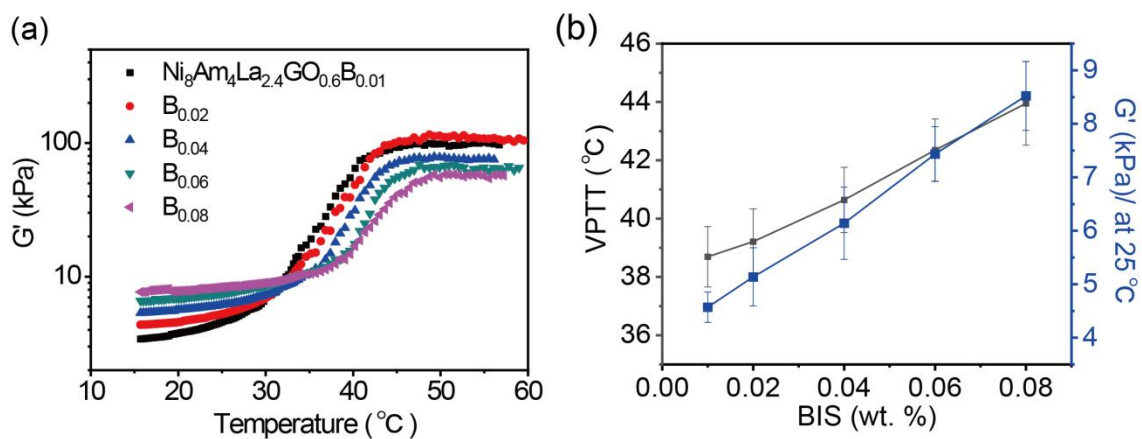 (a)
G' (kPa)
100
10
Ni₈Am₄La₂.₄GO₀.₆B₀.₀₁
B₀.₀₂
B₀.₀₄
B₀.₀₆
B₀.₀₈
10 20 30 40 50 60
Temperature (°C)
(b)
VPTT (°C)
46
44
42
40
38
36
0.00 0.02 0.04 0.06 0.08
BIS (wt. %)
9
8
7
6
5
4
G' (kPa)/ at 25 °C